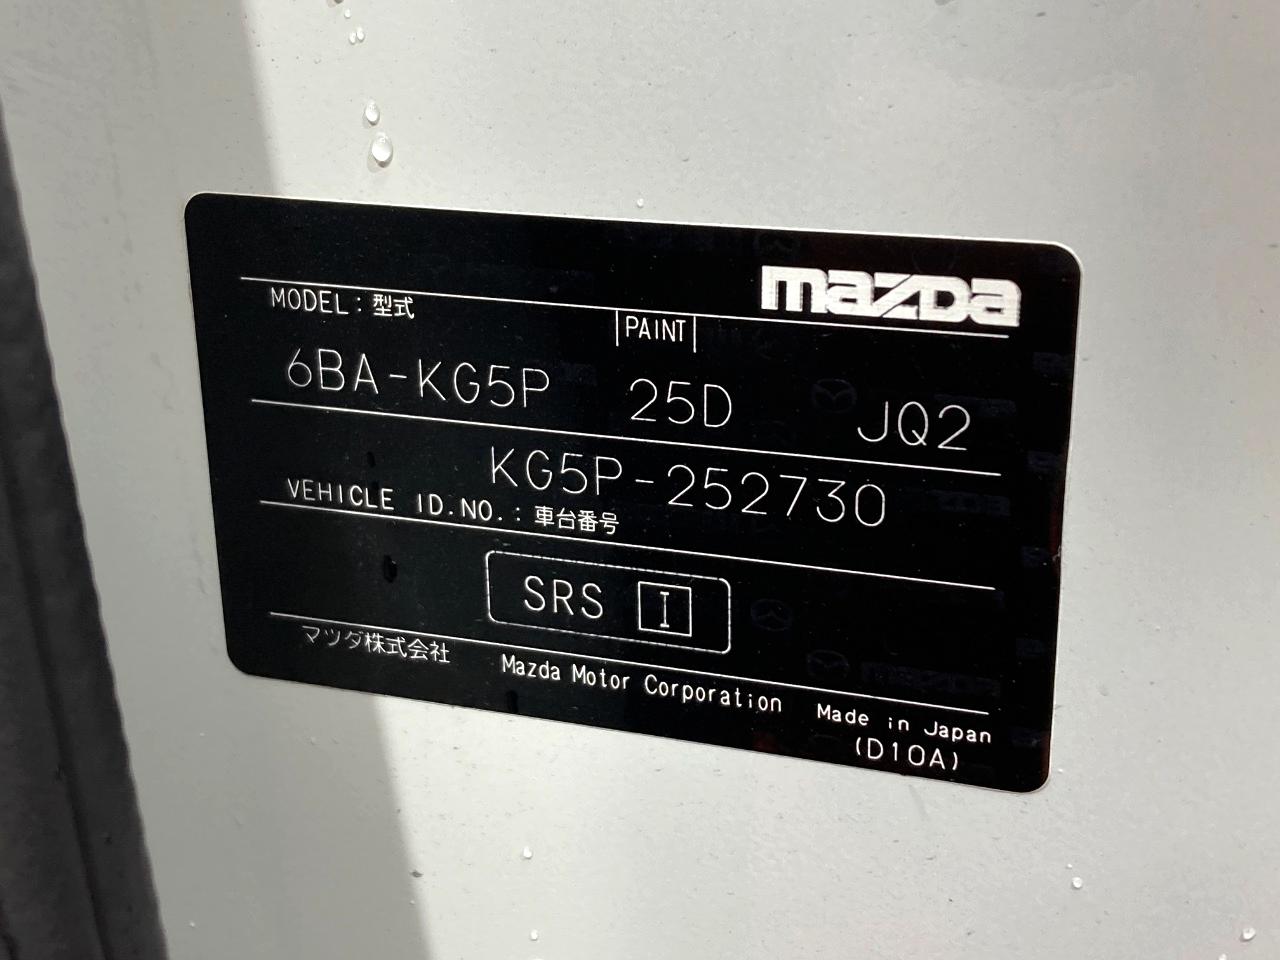 mazda
MODEL : 型式
PAINT
6BA-KG5P 25D JQ2
KG5P-252730
VEHICLE ID.NO. : 車台番号
SRS I
マツダ株式会社 Mazda Motor Corporation Made in Japan
(D10A)